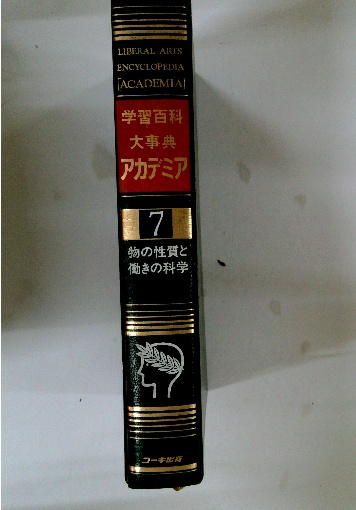 LIBERAL ARTS
ENCYCLOPEDIA
[ACADEMIA]
学習百科
大事典
アカデミア
7
物の性質と
働きの科学
コーキ出版